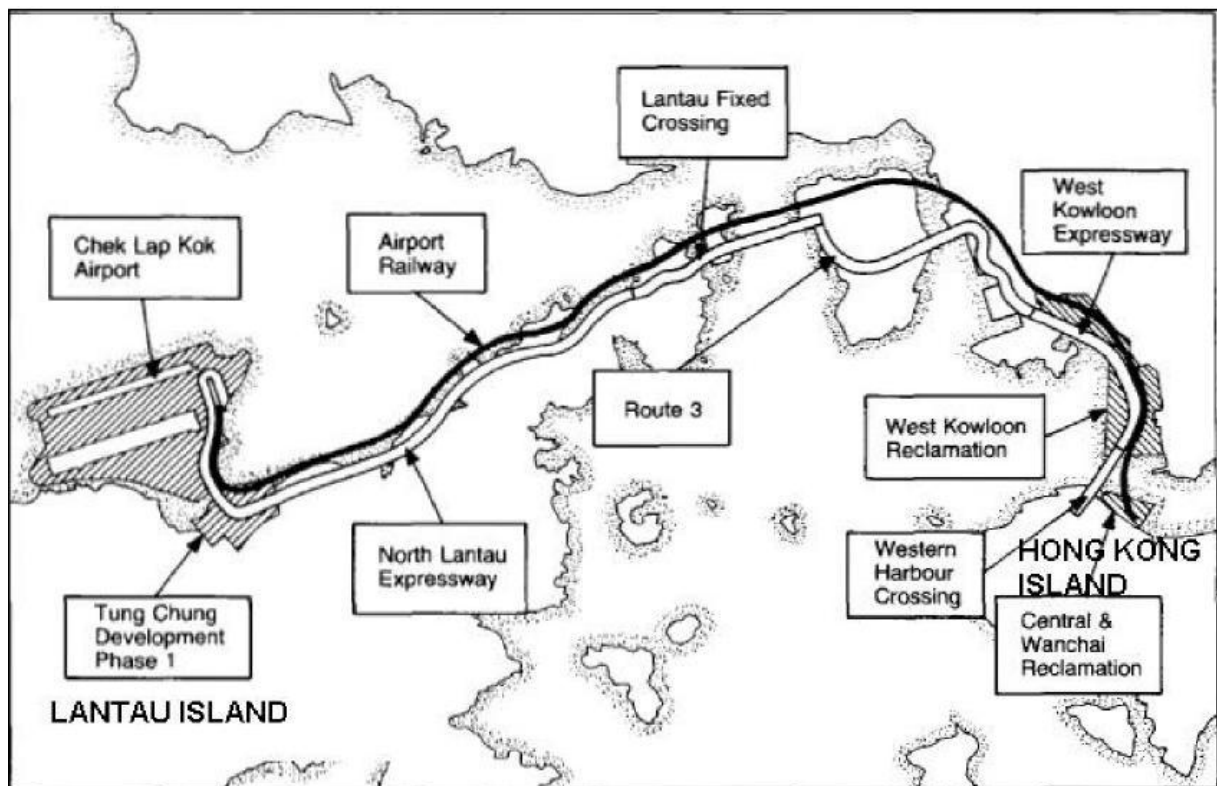 Lantau Fixed
Crossing
West
Kowloon
Expressway
Chek Lap Kok
Airport
Airport
Railway
Route 3
West Kowloon
Reclamation
North Lantau
Expressway
Western
Harbour
Crossing
HONG KONG
ISLAND
Tung Chung
Development
Phase 1
Central &
Wanchai
Reclamation
LANTAU ISLAND